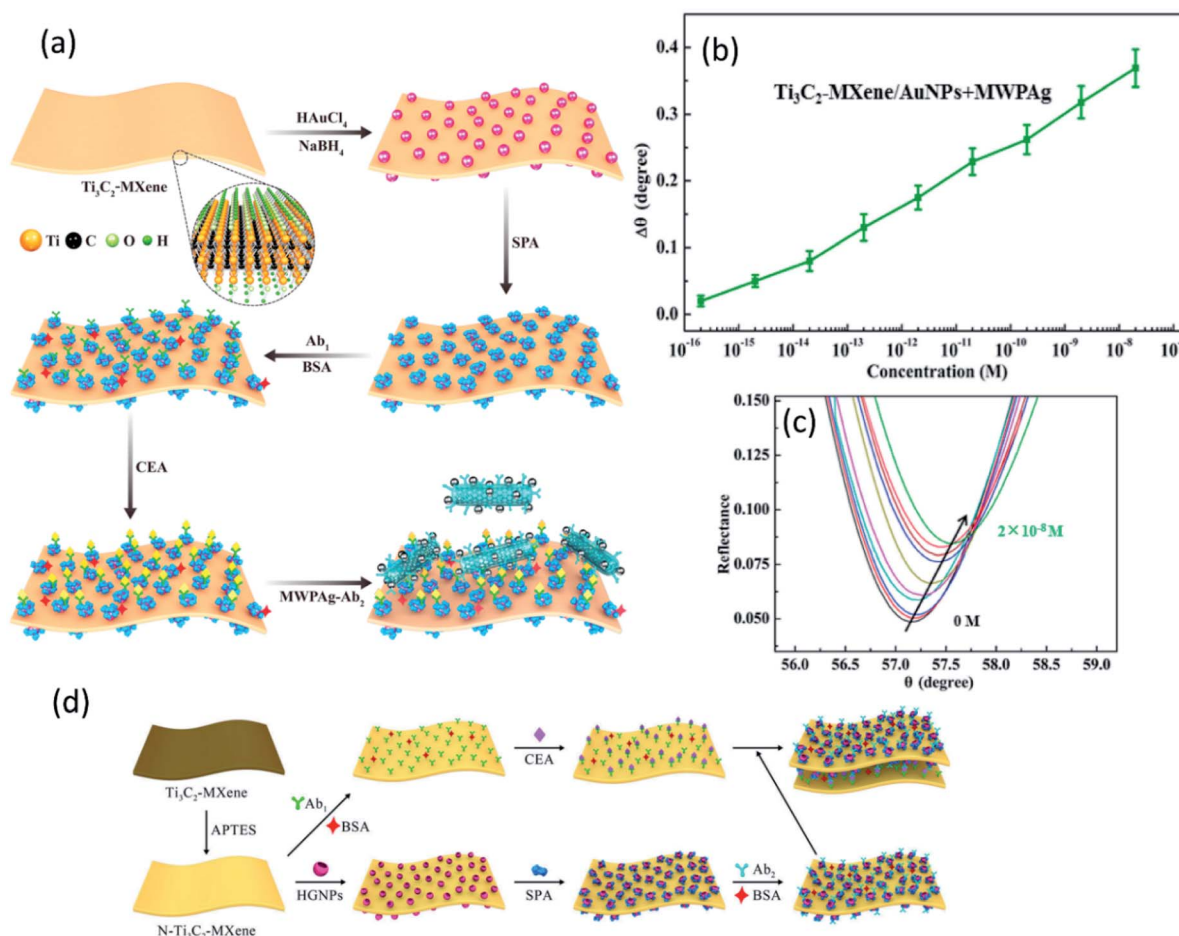 (a)
HAuCl₄
NaBH₄
Ti₃C₂-MXene
Ti C O H
SPA
Ab₁
BSA
CEA
MWPAg-Ab₂
(b)
Ti₃C₂-MXene/AuNPs+MWPAg
Δθ (degree)
0.4
0.3
0.2
0.1
0.0
10⁻¹⁶ 10⁻¹⁵ 10⁻¹⁴ 10⁻¹³ 10⁻¹² 10⁻¹¹ 10⁻¹⁰ 10⁻⁹ 10⁻⁸
Concentration (M)
(c)
Reflectance
0.150
0.125
0.100
0.075
0.050
2×10⁻⁸M
0 M
56.0 56.5 57.0 57.5 58.0 58.5 59.0
θ (degree)
(d)
Ti₃C₂-MXene
APTES
N-Ti₃C₂-MXene
Ab₁
BSA
CEA
HGNPs
SPA
Ab₂
BSA